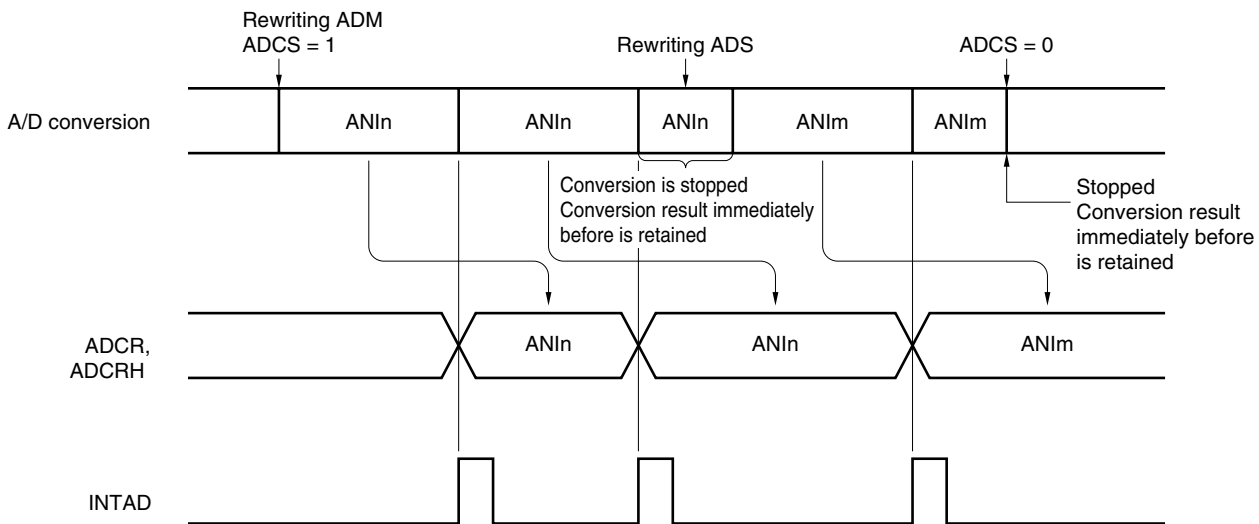 Rewriting ADM
ADCS = 1
Rewriting ADS
ADCS = 0
A/D conversion
ANIn
ANIn
ANIn
ANIm
ANIm
Conversion is stopped
Conversion result immediately
before is retained
Stopped
Conversion result
immediately before
is retained
ADCR,
ADCRH
ANIn
ANIn
ANIm
INTAD